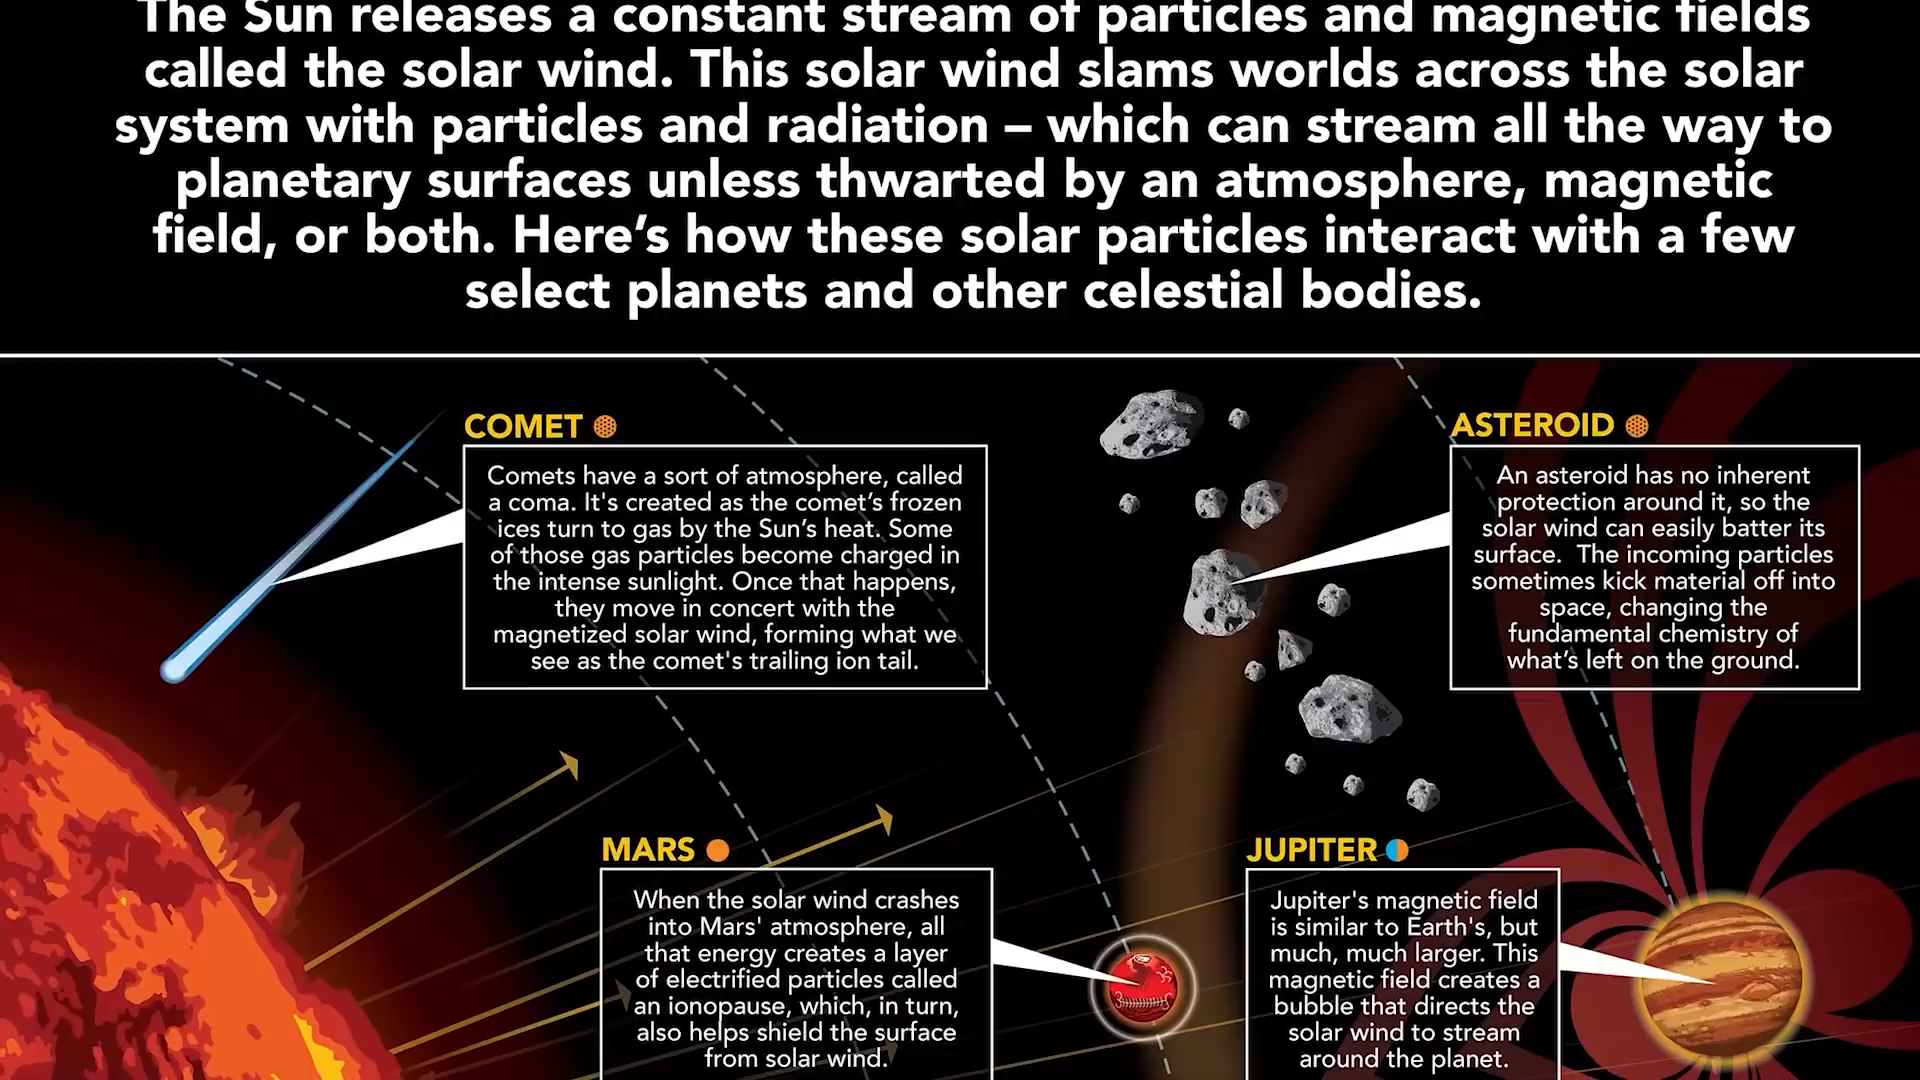 The Sun releases a constant stream of particles and magnetic fields
called the solar wind. This solar wind slams worlds across the solar
system with particles and radiation – which can stream all the way to
planetary surfaces unless thwarted by an atmosphere, magnetic
field, or both. Here’s how these solar particles interact with a few
select planets and other celestial bodies.
COMET
Comets have a sort of atmosphere, called
a coma. It's created as the comet’s frozen
ices turn to gas by the Sun’s heat. Some
of those gas particles become charged in
the intense sunlight. Once that happens,
they move in concert with the
magnetized solar wind, forming what we
see as the comet's trailing ion tail.
ASTEROID
An asteroid has no inherent
protection around it, so the
solar wind can easily batter its
surface.  The incoming particles
sometimes kick material off into
space, changing the
fundamental chemistry of
what’s left on the ground.
MARS
When the solar wind crashes
into Mars' atmosphere, all
that energy creates a layer
of electrified particles called
an ionopause, which, in turn,
also helps shield the surface
from solar wind.
JUPITER
Jupiter's magnetic field
is similar to Earth's, but
much, much larger. This
magnetic field creates a
bubble that directs the
solar wind to stream
around the planet.